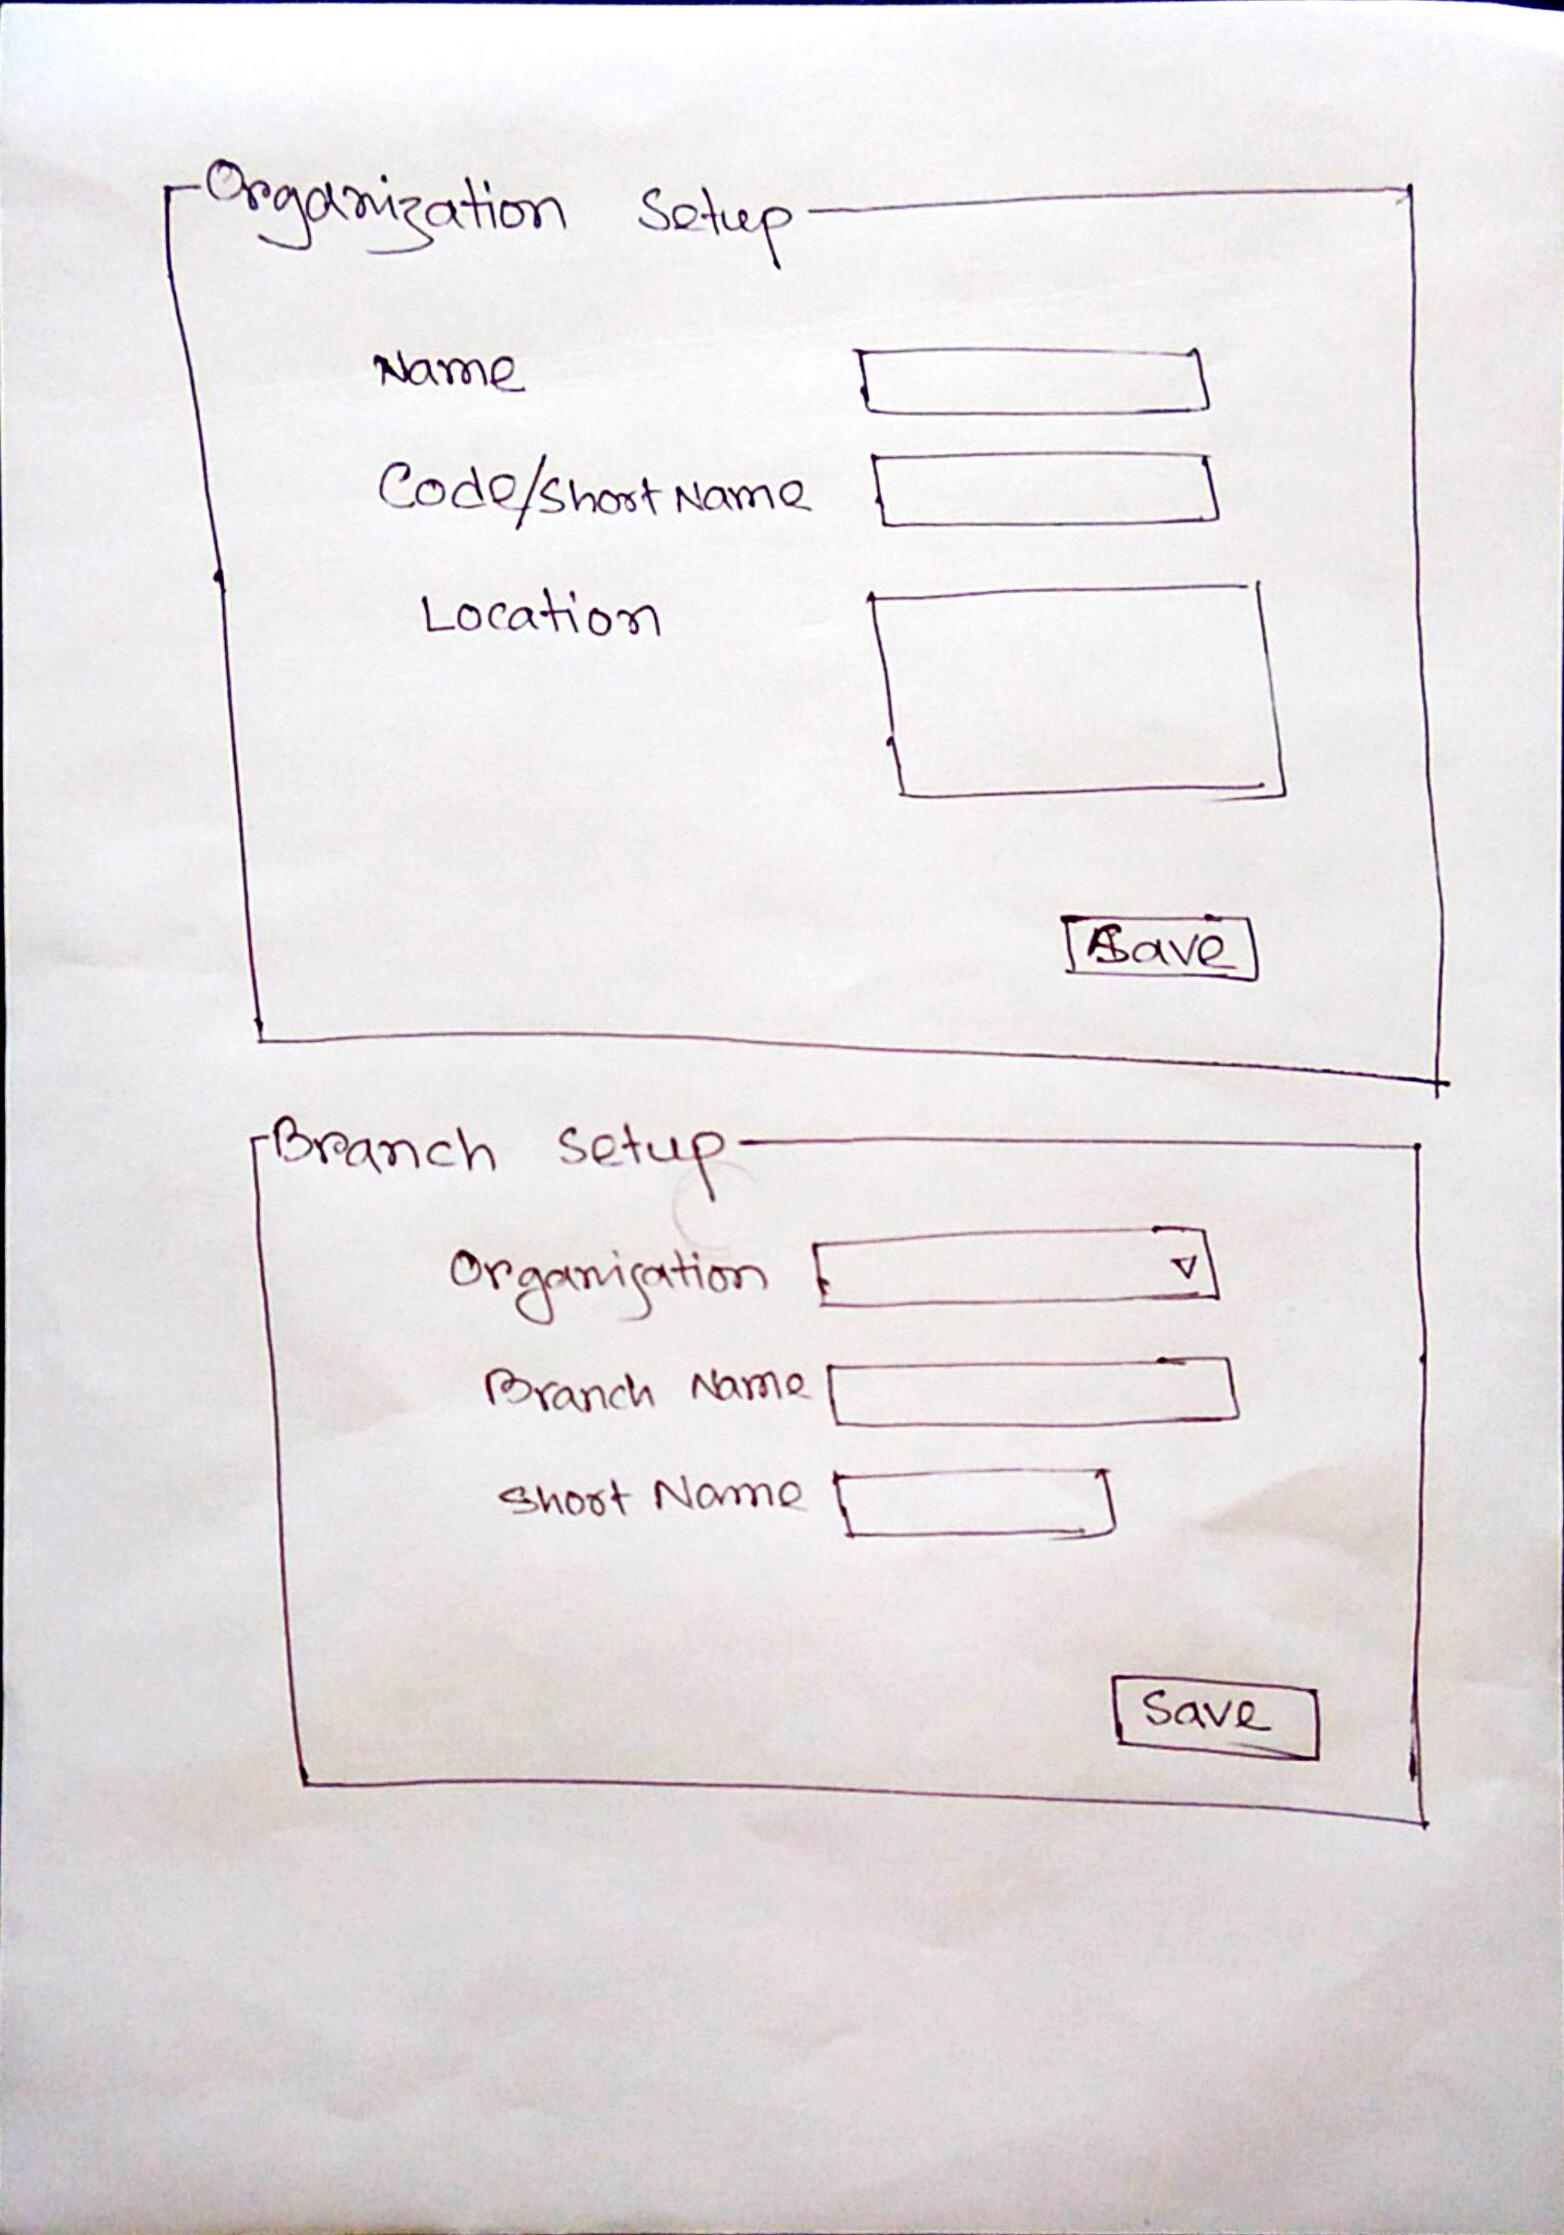 Organization Setup
Name
Code/Short Name
Location
Save
Branch Setup
Organization
Branch Name
Short Name
Save